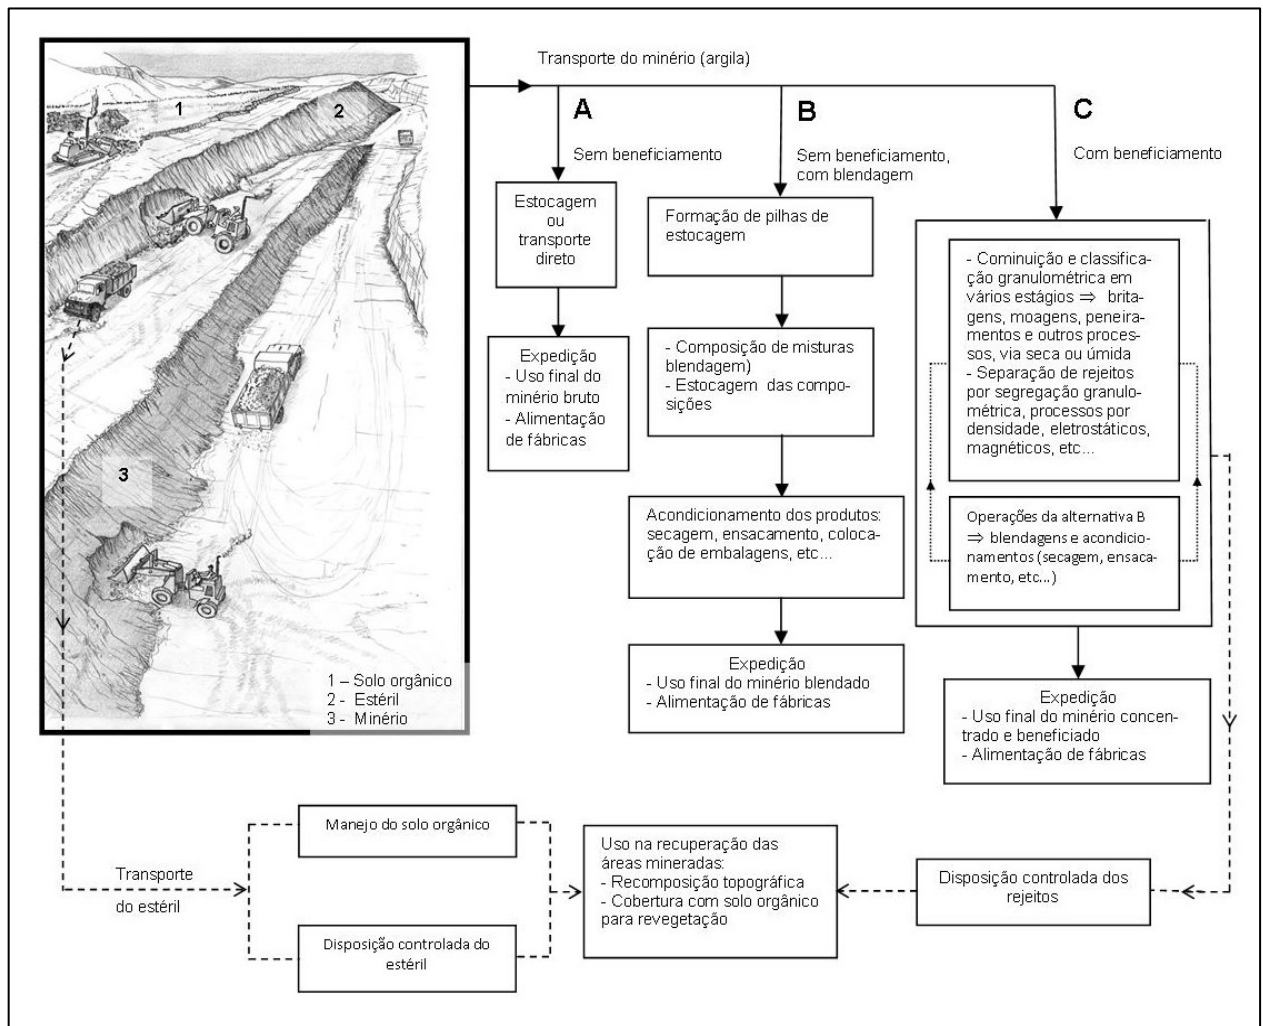 Transporte do minério (argila)
1
2
3
1 – Solo orgânico
2 - Estéril
3 - Minério
A
Sem beneficiamento
Estocagem
ou
transporte
direto
Expedição
- Uso final do
minério bruto
- Alimentação
de fábricas
B
Sem beneficiamento,
com blendagem
Formação de pilhas de
estocagem
- Composição de misturas
blendagem)
- Estocagem das compo-
sições
Acondicionamento dos produtos:
secagem, ensacamento, coloca-
ção de embalagens, etc...
Expedição
- Uso final do minério blendado
- Alimentação de fábricas
C
Com beneficiamento
- Cominuição e classifica-
ção granulométrica em
vários estágios ⇒ brita-
gens, moagens, peneira-
mentos e outros proces-
sos, via seca ou úmida
- Separação de rejeitos
por segregação granulo-
métrica, processos por
densidade, eletrostáticos,
magnéticos, etc...
Operações da alternativa B
⇒ blendagens e acondicio-
namentos (secagem, ensaca-
mento, etc...)
Expedição
- Uso final do minério concen-
trado e beneficiado
- Alimentação de fábricas
Transporte
do estéril
Manejo do solo orgânico
Disposição controlada do
estéril
Uso na recuperação das
áreas mineradas:
- Recomposição topográfica
- Cobertura com solo orgânico
para revegetação
Disposição controlada dos
rejeitos